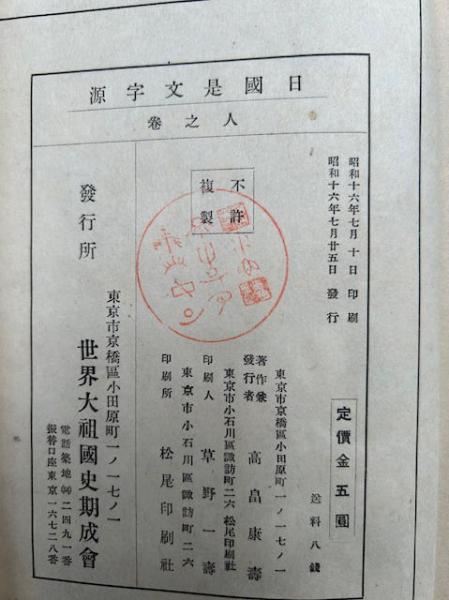 日國是文字源
人之卷
昭和十六年七月十日印刷
昭和十六年七月廿五日發行
定價金五圓
送料八錢
不許
複製
東京市京橋區小田原町一ノ一七ノ一
著作兼
發行者 高畠康壽
東京市小石川區諏訪町二六 松尾印刷社
印刷人 草野一壽
東京市小石川區諏訪町二六
印刷所 松尾印刷社
東京市京橋區小田原町一ノ一七ノ一
發行所 世界大祖國史期成會
電話築地㈣二四九一番
振替口座東京一六七二八番